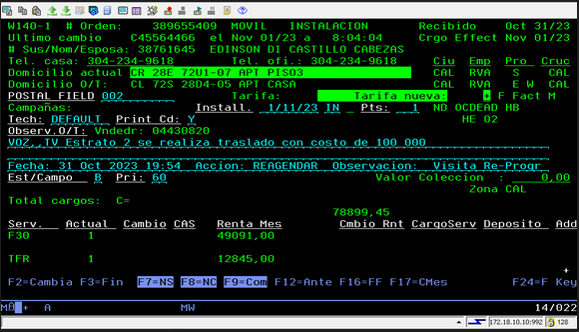 W140-1 # Orden: 389655409 MOVIL INSTALACION Recibido Oct 31/23
Ultimo cambio C45564466 el Nov 01/23 a 8:04:04 Crgo Effect Nov 01/23
# Sus/Nom/Esposa: 38761645 EDINSON DI CASTILLO CABEZAS
Tel. casa: 304-234-9618 Tel. ofi.: 304-234-9618 Ciu Emp Pro Cruc
Domicilio actual CR 28E 72U1-07 APT PISO3 CAL RVA S CAL
Domicilio O/T: CL 72S 28D4-05 APT CASA CAL RVA E W CAL
POSTAL FIELD 002 Tarifa: Tarifa nueva: + F Fact M
Campañas: Install. 1/11/23 IN Pts: 1 NO OCDEAD HB
Tech: DEFAULT Print Cd: Y HE 02
Observ.O/T: Vndedr: 04430820
VOZ,,TV Estrato 2 se realiza traslado con costo de 100 000
Fecha: 31 Oct 2023 19:54 Accion: REAGENDAR Observacion: Visita Re-Progr
Est/Campo B Pri: 60 Valor Coleccion : 0,00
Zona CAL
Total cargos: C=
78899,45
Serv. Actual Cambio CAS Renta Mes Cmbio Rnt CargoServ Deposito Add
F30 1 49091,00
TFR 1 12845,00
+
F2=Cambia F3=Fin F7=NS F8=NC F9=Com F12=Ante F16=FF F17=CMes F24=F Key
A MW 14/022
172.18.10.10:992 128